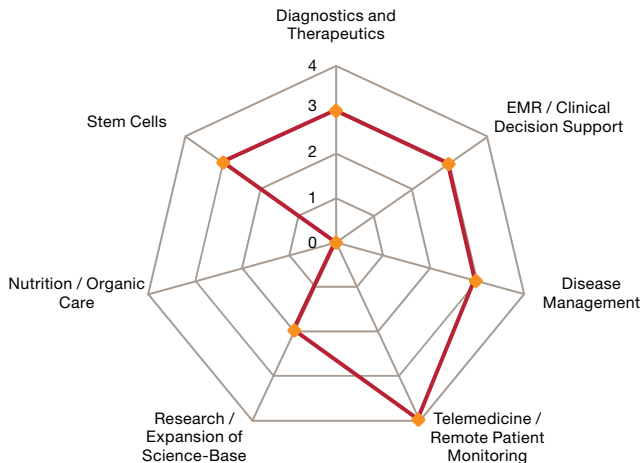 Diagnostics and
Therapeutics
4
3
2
1
0
EMR / Clinical
Decision Support
Disease
Management
Telemedicine /
Remote Patient
Monitoring
Research /
Expansion of
Science-Base
Nutrition / Organic
Care
Stem Cells